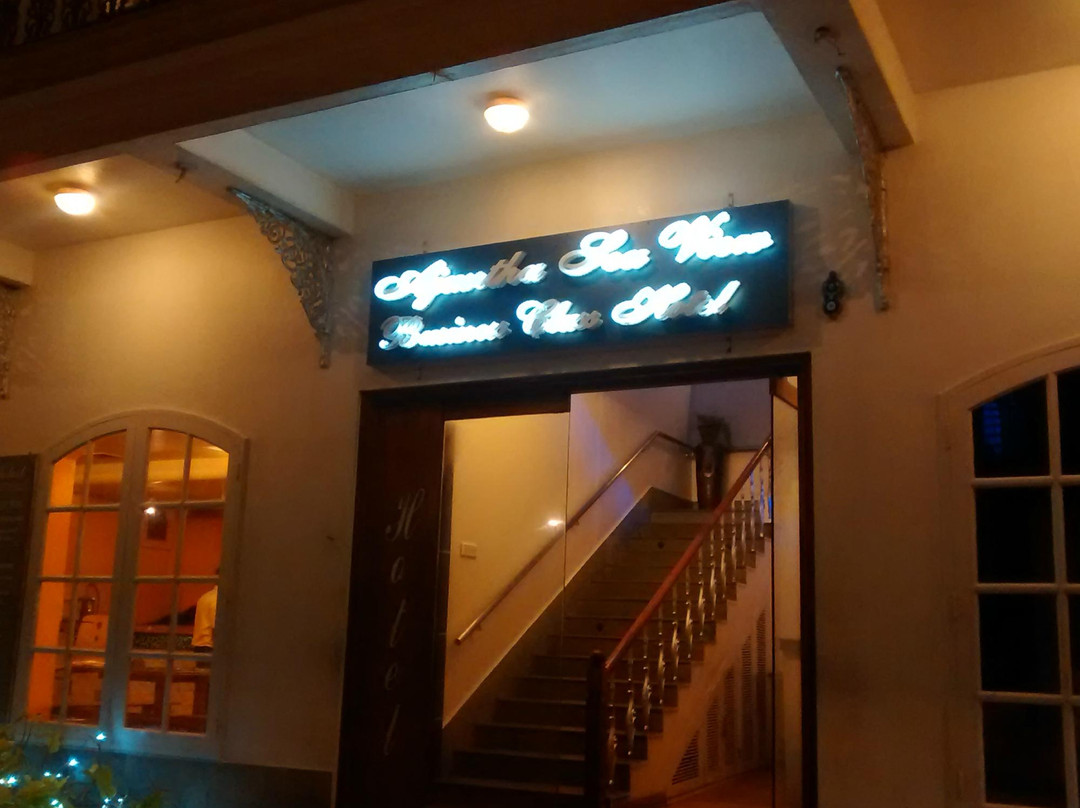 Ajantha Sea View
Business Class Hotel
Hotel